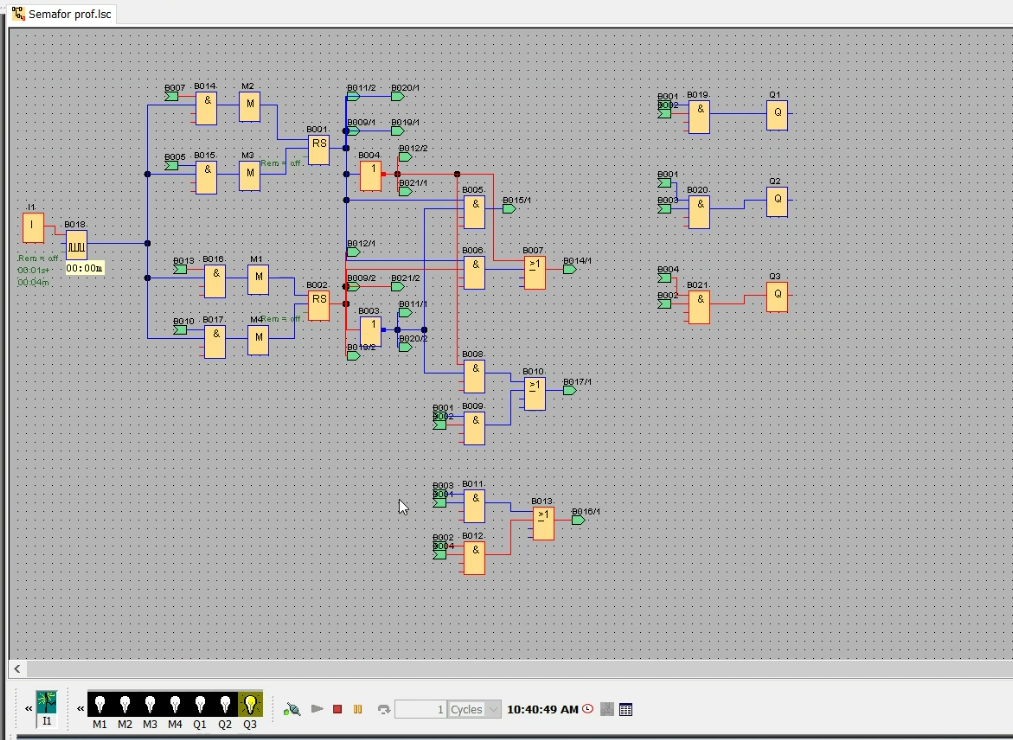 Semafor prof.lsc
B007 B014 M2 B011/2 B020/1
& M
B009/1 B019/1
B001
RS
B005 B015 M3 Rem = off
& M
B004 B012/2
1
B021/1
B005 B015/1
&
I1
I
B018
Rem = off
00:01s+
00:04m
00:00m
B013 B016 M1 B012/1
& M
B006 B007 B014/1
& ≥1
B002
RS
B009/2 B021/2
B010 B017 M4 Rem = off
& M
B003 B011/1
1
B020/2
B019/2
B008
&
B010 B017/1
≥1
B001 B009
B002 &
B003 B011
B001 &
B013 B016/1
≥1
B002 B012
B004 &
B001 B019 Q1
B002 & Q
B001 B020 Q2
B003 & Q
B004 B021 Q3
B002 & Q
<
« I1 « M1 M2 M3 M4 Q1 Q2 Q3
1 Cycles 10:40:49 AM